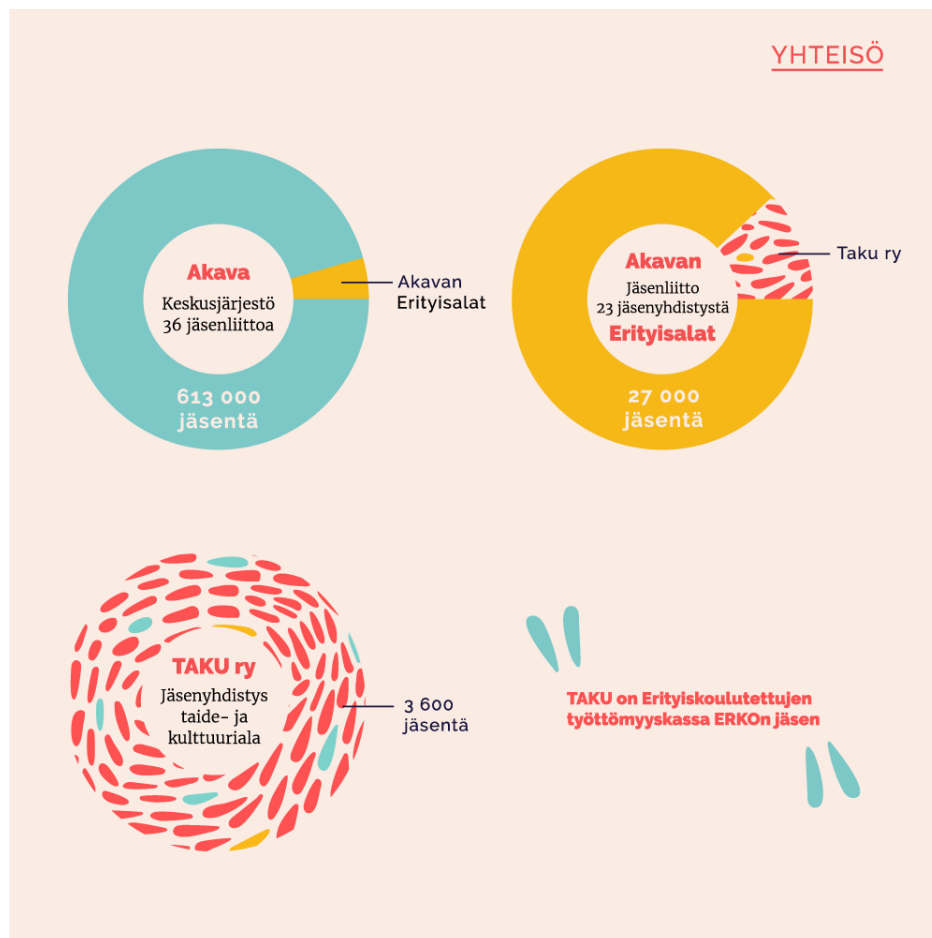 YHTEISÖ
Akava
Keskusjärjestö
36 jäsenliittoa
613 000
jäsentä
Akavan
Erityisalat
Akavan
Jäsenliitto
23 jäsenyhdistystä
Erityisalat
27 000
jäsentä
Taku ry
TAKU ry
Jäsenyhdistys
taide- ja
kulttuuriala
3 600
jäsentä
TAKU on Erityiskoulutettujen
työttömyyskassa ERKOn jäsen